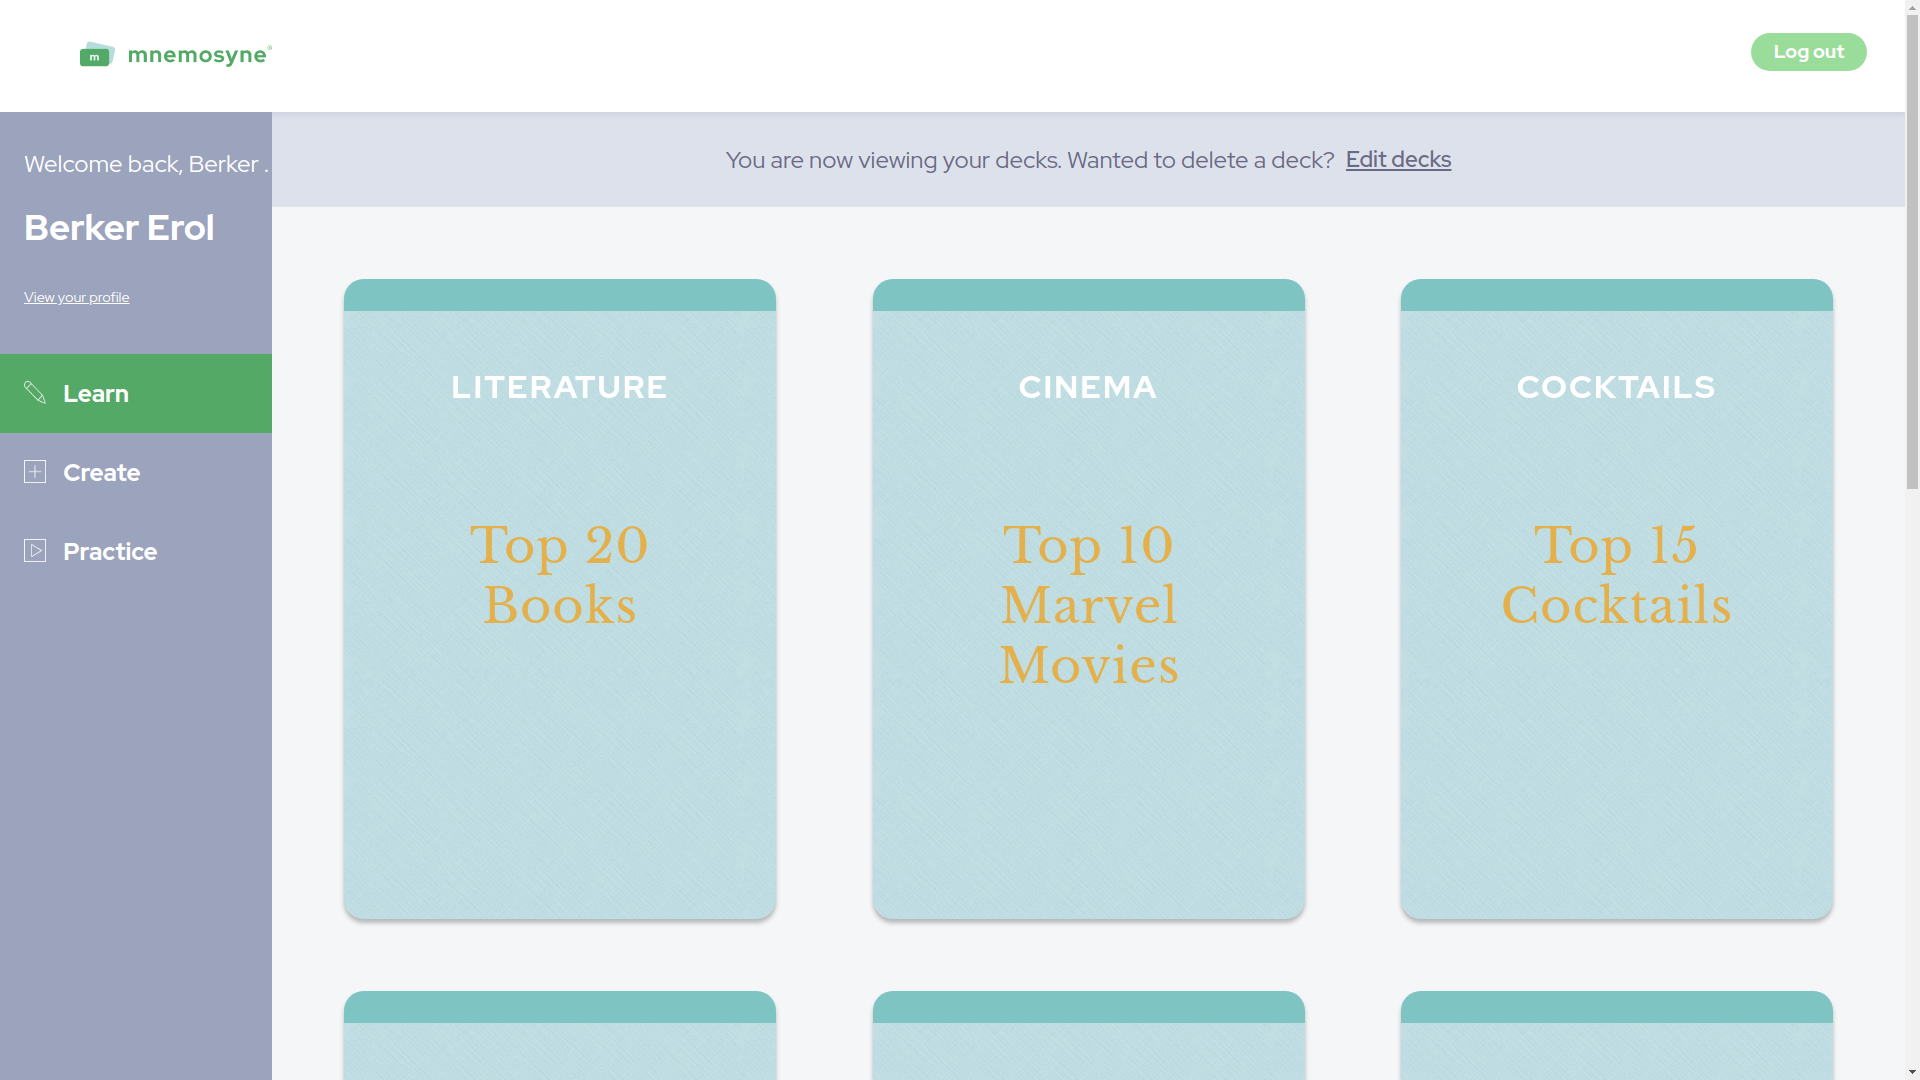 m mnemosyne®
Log out
Welcome back, Berker .
Berker Erol
View your profile
Learn
Create
Practice
You are now viewing your decks. Wanted to delete a deck? Edit decks
LITERATURE
Top 20
Books
CINEMA
Top 10
Marvel
Movies
COCKTAILS
Top 15
Cocktails